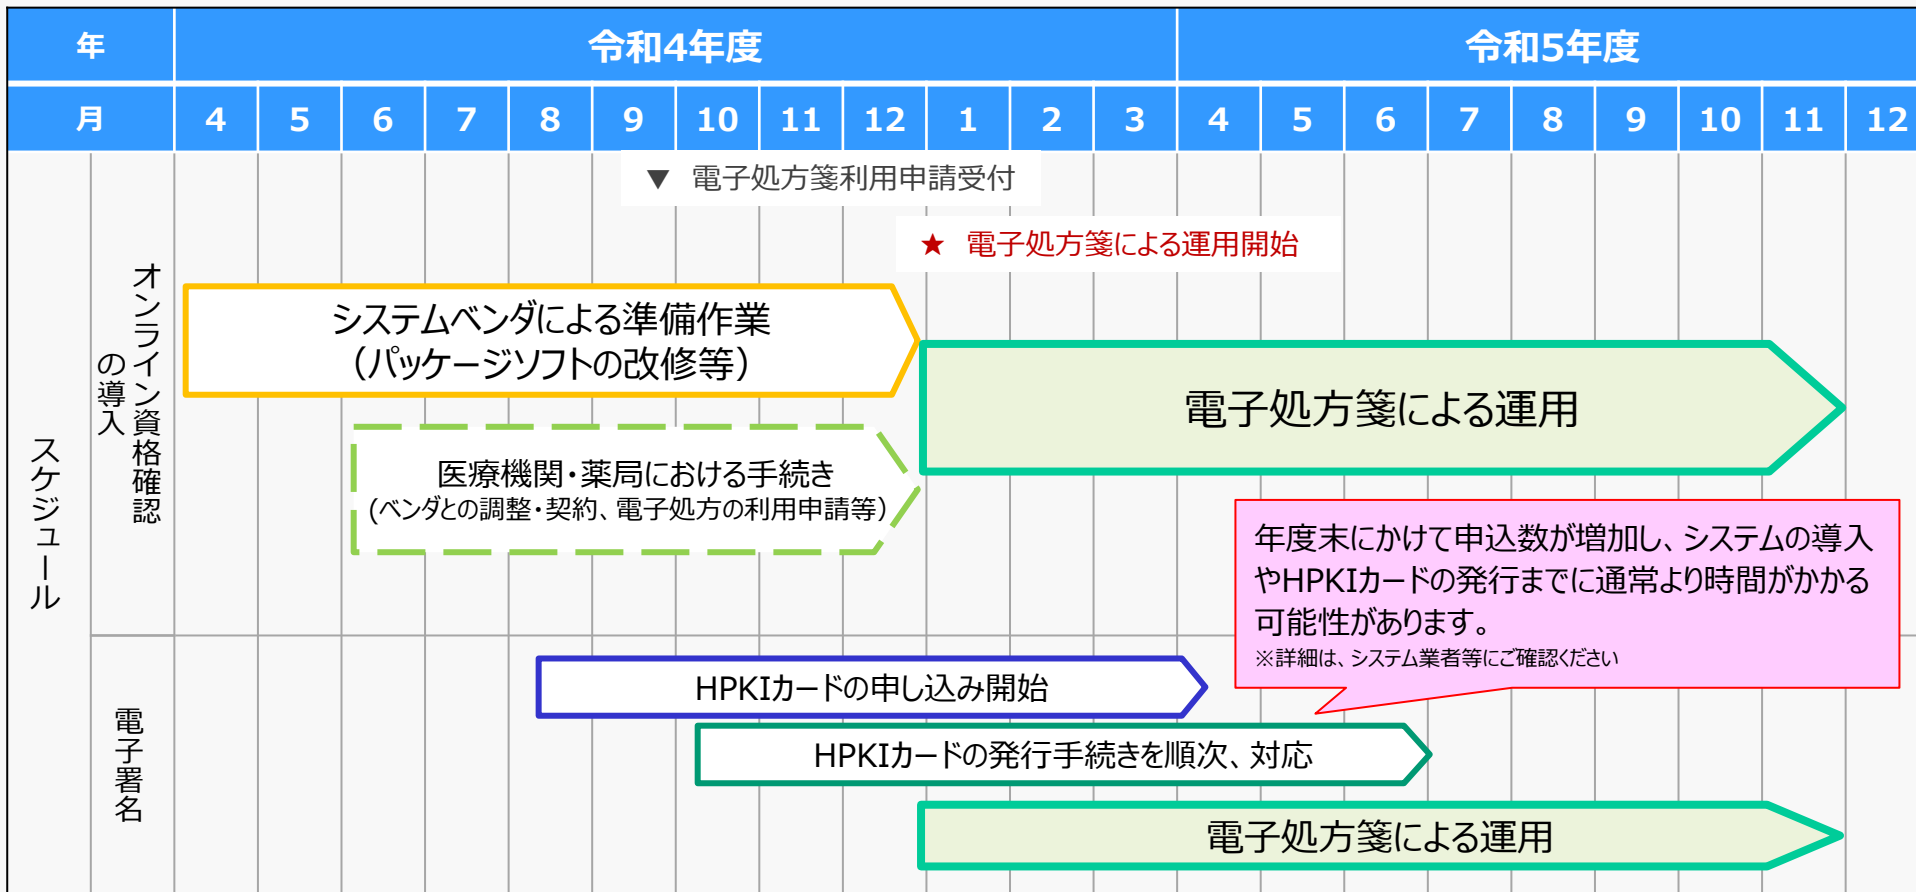 年 令和4年度 令和5年度
月 4 5 6 7 8 9 10 11 12 1 2 3 4 5 6 7 8 9 10 11 12
▼ 電子処方箋利用申請受付
★ 電子処方箋による運用開始
スケジュール
オンライン資格確認
の導入
システムベンダによる準備作業
（パッケージソフトの改修等）
電子処方箋による運用
医療機関・薬局における手続き
(ベンダとの調整・契約、電子処方の利用申請等)
年度末にかけて申込数が増加し、システムの導入
やHPKIカードの発行までに通常より時間がかかる
可能性があります。
※詳細は、システム業者等にご確認ください
電子署名
HPKIカードの申し込み開始
HPKIカードの発行手続きを順次、対応
電子処方箋による運用